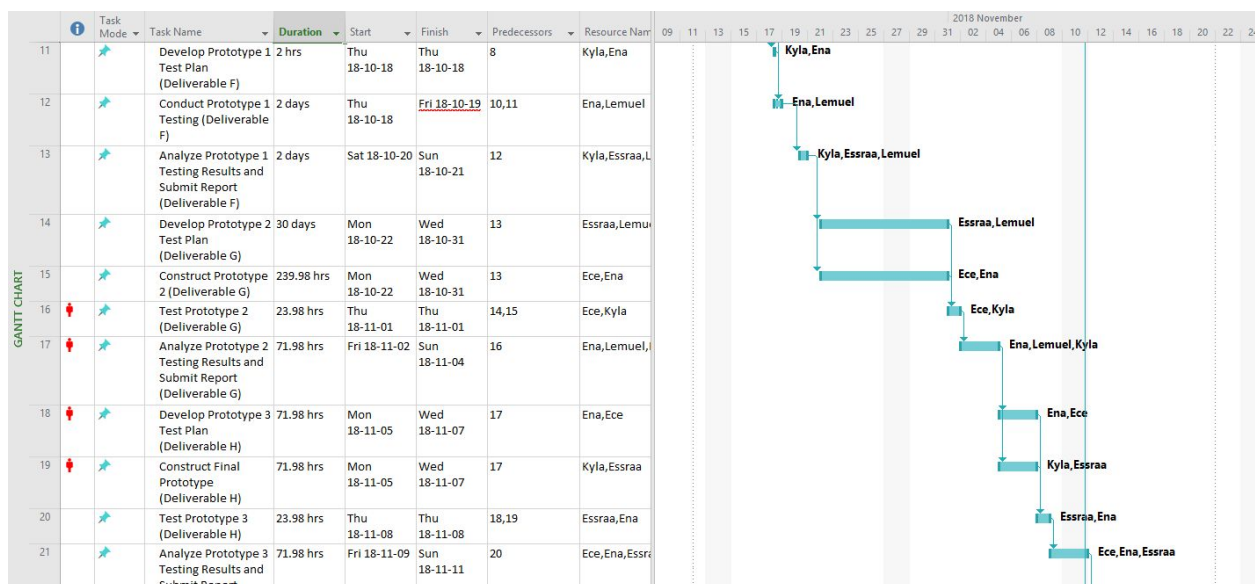 2018 November
Task
Mode Task Name Duration Start Finish Predecessors Resource Nam 09 11 13 15 17 19 21 23 25 27 29 31 02 04 06 08 10 12 14 16 18 20 22 24
11 Develop Prototype 1 2 hrs Thu Thu 8 Kyla,Ena Kyla,Ena
Test Plan 18-10-18 18-10-18
(Deliverable F)
12 Conduct Prototype 1 2 days Thu Fri 18-10-19 10,11 Ena,Lemuel Ena,Lemuel
Testing (Deliverable 18-10-18
F)
13 Analyze Prototype 1 2 days Sat 18-10-20 Sun 12 Kyla,Essraa,L Kyla,Essraa,Lemuel
Testing Results and 18-10-21
Submit Report
(Deliverable F)
14 Develop Prototype 2 30 days Mon Wed 13 Essraa,Lemu Essraa,Lemuel
Test Plan 18-10-22 18-10-31
(Deliverable G)
15 Construct Prototype 239.98 hrs Mon Wed 13 Ece,Ena Ece,Ena
2 (Deliverable G) 18-10-22 18-10-31
16 Test Prototype 2 23.98 hrs Thu Thu 14,15 Ece,Kyla Ece,Kyla
(Deliverable G) 18-11-01 18-11-01
17 Analyze Prototype 2 71.98 hrs Fri 18-11-02 Sun 16 Ena,Lemuel, Ena,Lemuel,Kyla
Testing Results and 18-11-04
Submit Report
(Deliverable G)
18 Develop Prototype 3 71.98 hrs Mon Wed 17 Ena,Ece Ena,Ece
Test Plan 18-11-05 18-11-07
(Deliverable H)
19 Construct Final 71.98 hrs Mon Wed 17 Kyla,Essraa Kyla,Essraa
Prototype 18-11-05 18-11-07
(Deliverable H)
20 Test Prototype 3 23.98 hrs Thu Thu 18,19 Essraa,Ena Essraa,Ena
(Deliverable H) 18-11-08 18-11-08
21 Analyze Prototype 3 71.98 hrs Fri 18-11-09 Sun 20 Ece,Ena,Essra Ece,Ena,Essraa
Testing Results and 18-11-11
GANTT CHART